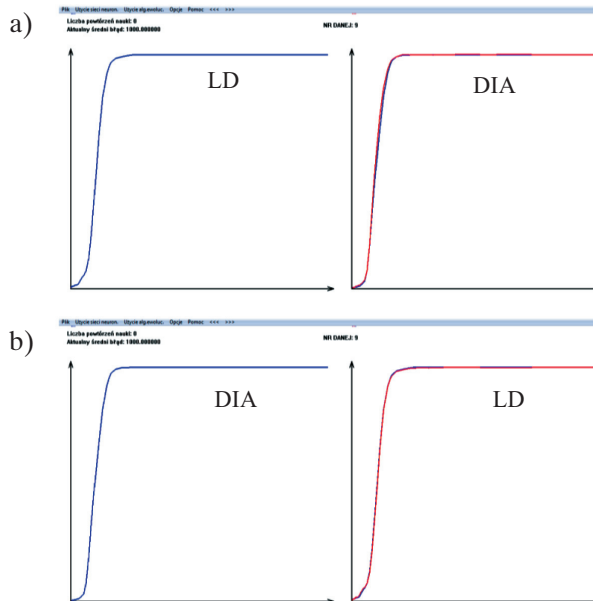 a)
Plik Użycie sieci neuron. Użycie alg.ewoluc. Opcje Pomoc <<< >>>
Liczba powtórzeń nauki: 0
Aktualny średni błąd: 1000.000000
NR DANEJ: 9
LD
DIA
b)
Plik Użycie sieci neuron. Użycie alg.ewoluc. Opcje Pomoc <<< >>>
Liczba powtórzeń nauki: 0
Aktualny średni błąd: 1000.000000
NR DANEJ: 9
DIA
LD